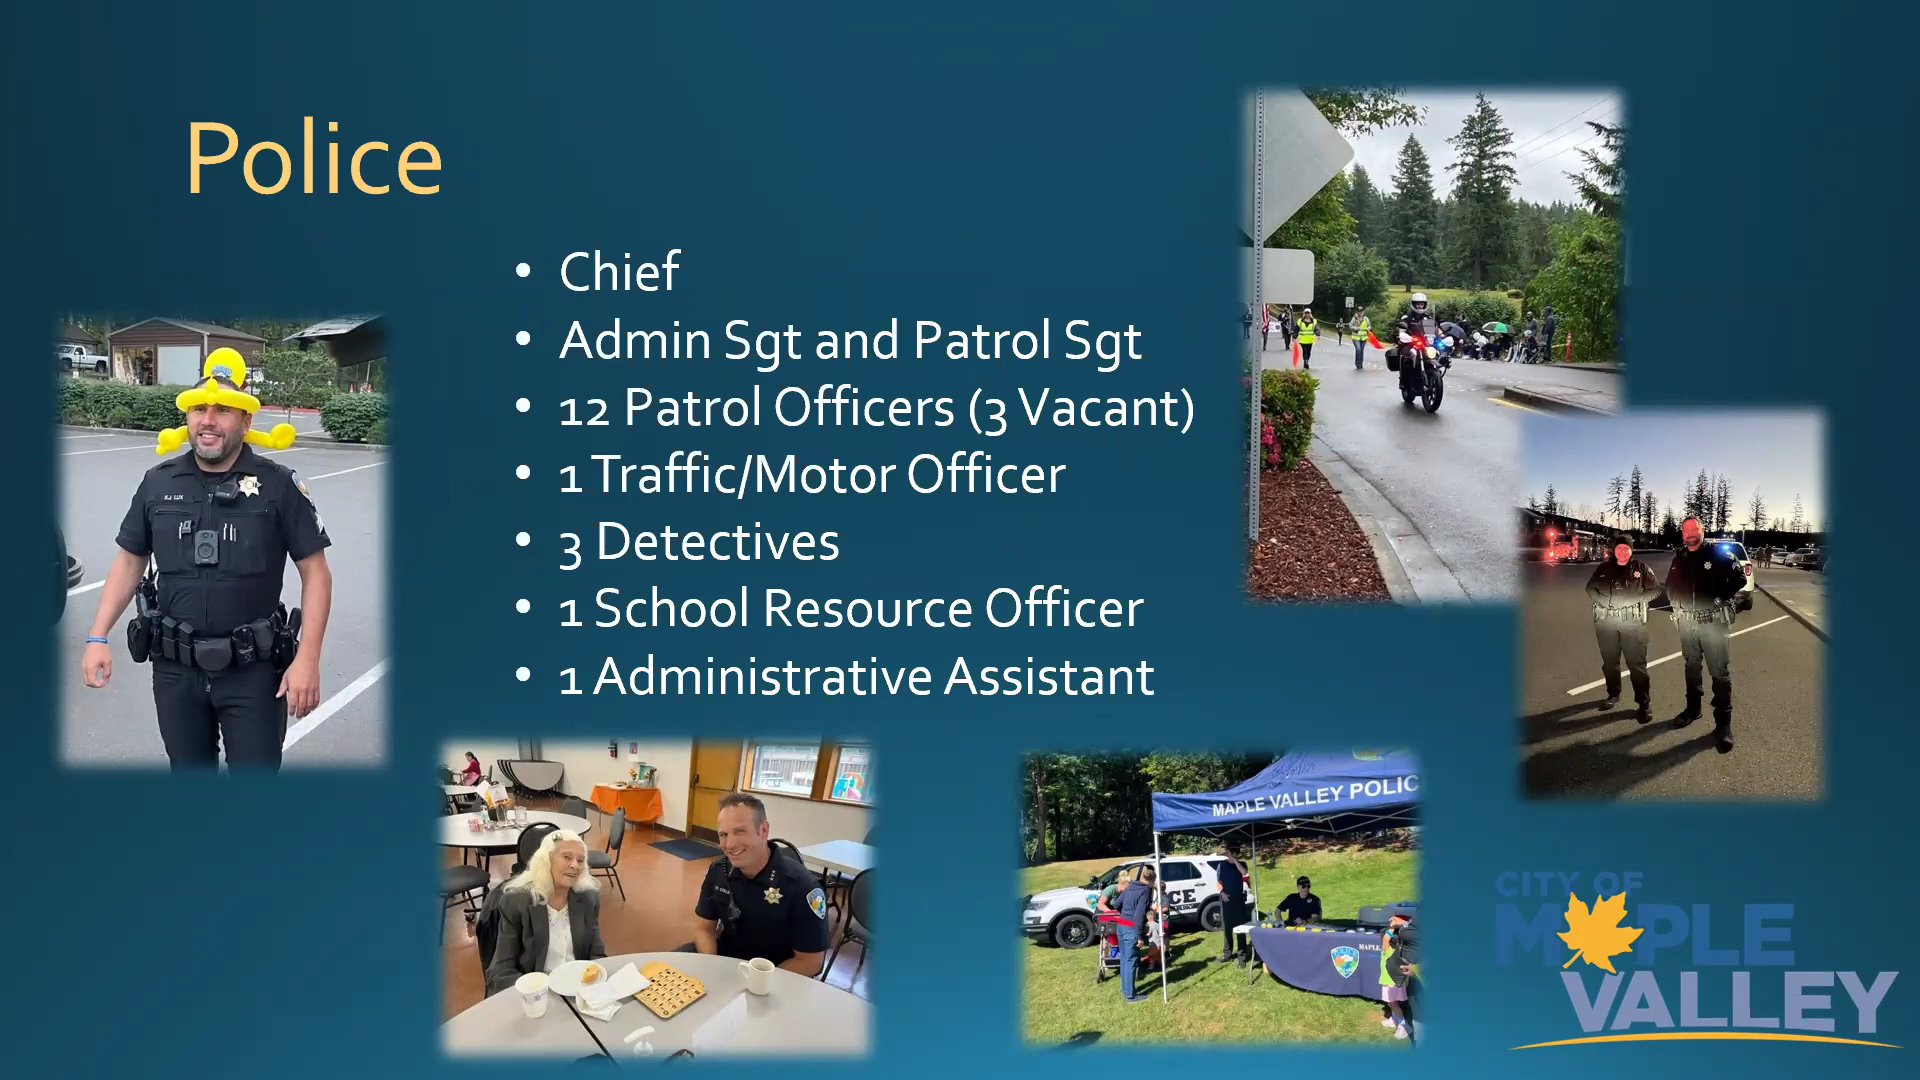 Police
• Chief
• Admin Sgt and Patrol Sgt
• 12 Patrol Officers (3 Vacant)
• 1 Traffic/Motor Officer
• 3 Detectives
• 1 School Resource Officer
• 1 Administrative Assistant
MAPLE VALLEY POLIC
MAPLE
CITY OF
MAPLE
VALLEY